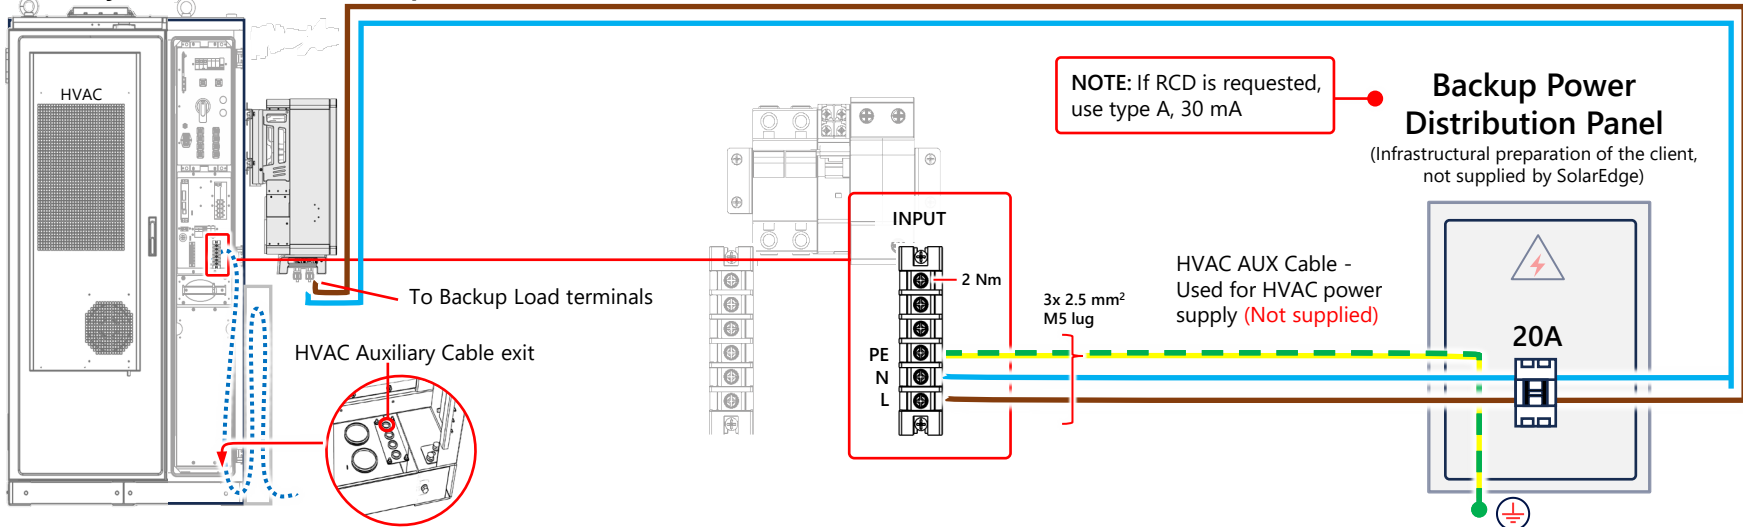 HVAC
NOTE: If RCD is requested,
use type A, 30 mA
Backup Power
Distribution Panel
(Infrastructural preparation of the client,
not supplied by SolarEdge)
INPUT
2 Nm
To Backup Load terminals
3x 2.5 mm²
M5 lug
HVAC AUX Cable -
Used for HVAC power
supply (Not supplied)
20A
HVAC Auxiliary Cable exit
PE
N
L